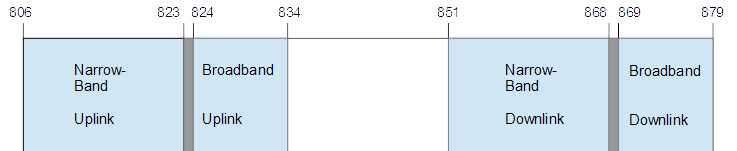 806 823 824 834 851 868 869 879
Narrow-
Band
Uplink
Broadband
Uplink
Narrow-
Band
Downlink
Broadband
Downlink